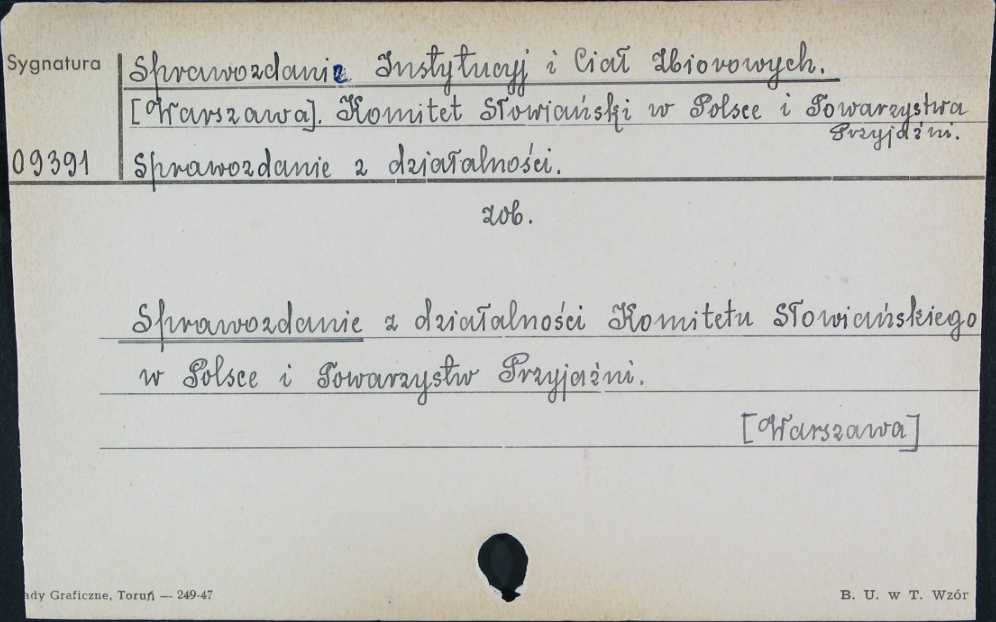 Sygnatura
Sprawozdanie Instytucyj i Ciał Zbiorowych.
[Warszawa]. Komitet Słowiański w Polsce i Towarzystwa
Przyjaźni.
09391
Sprawozdanie z działalności.
zob.
Sprawozdanie z działalności Komitetu Słowiańskiego
w Polsce i Towarzystw Przyjaźni.
[Warszawa]
ady Graficzne, Toruń — 249-47
B. U. w T. Wzór